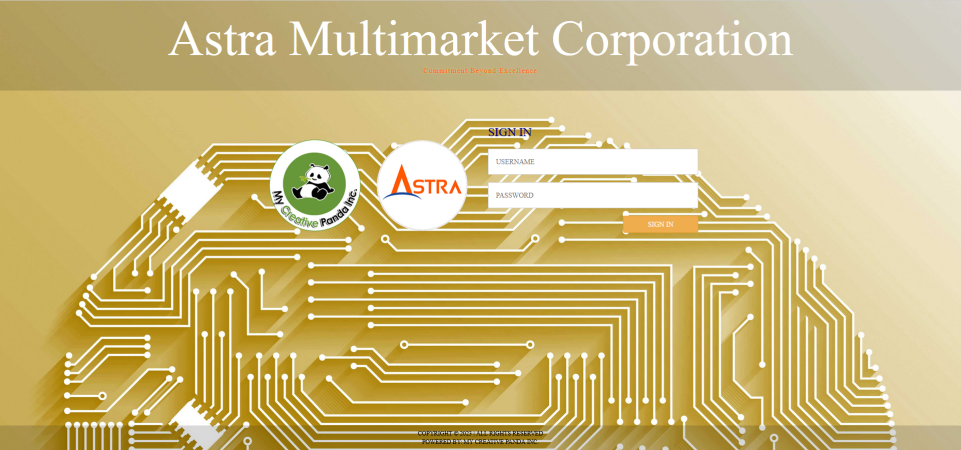 Astra Multimarket Corporation
Commitment Beyond Excellence
SIGN IN
My Creative Panda Inc.
ASTRA
USERNAME
PASSWORD
SIGN IN
COPYRIGHT © 2023 . ALL RIGHTS RESERVED
POWERED BY: MY CREATIVE PANDA INC